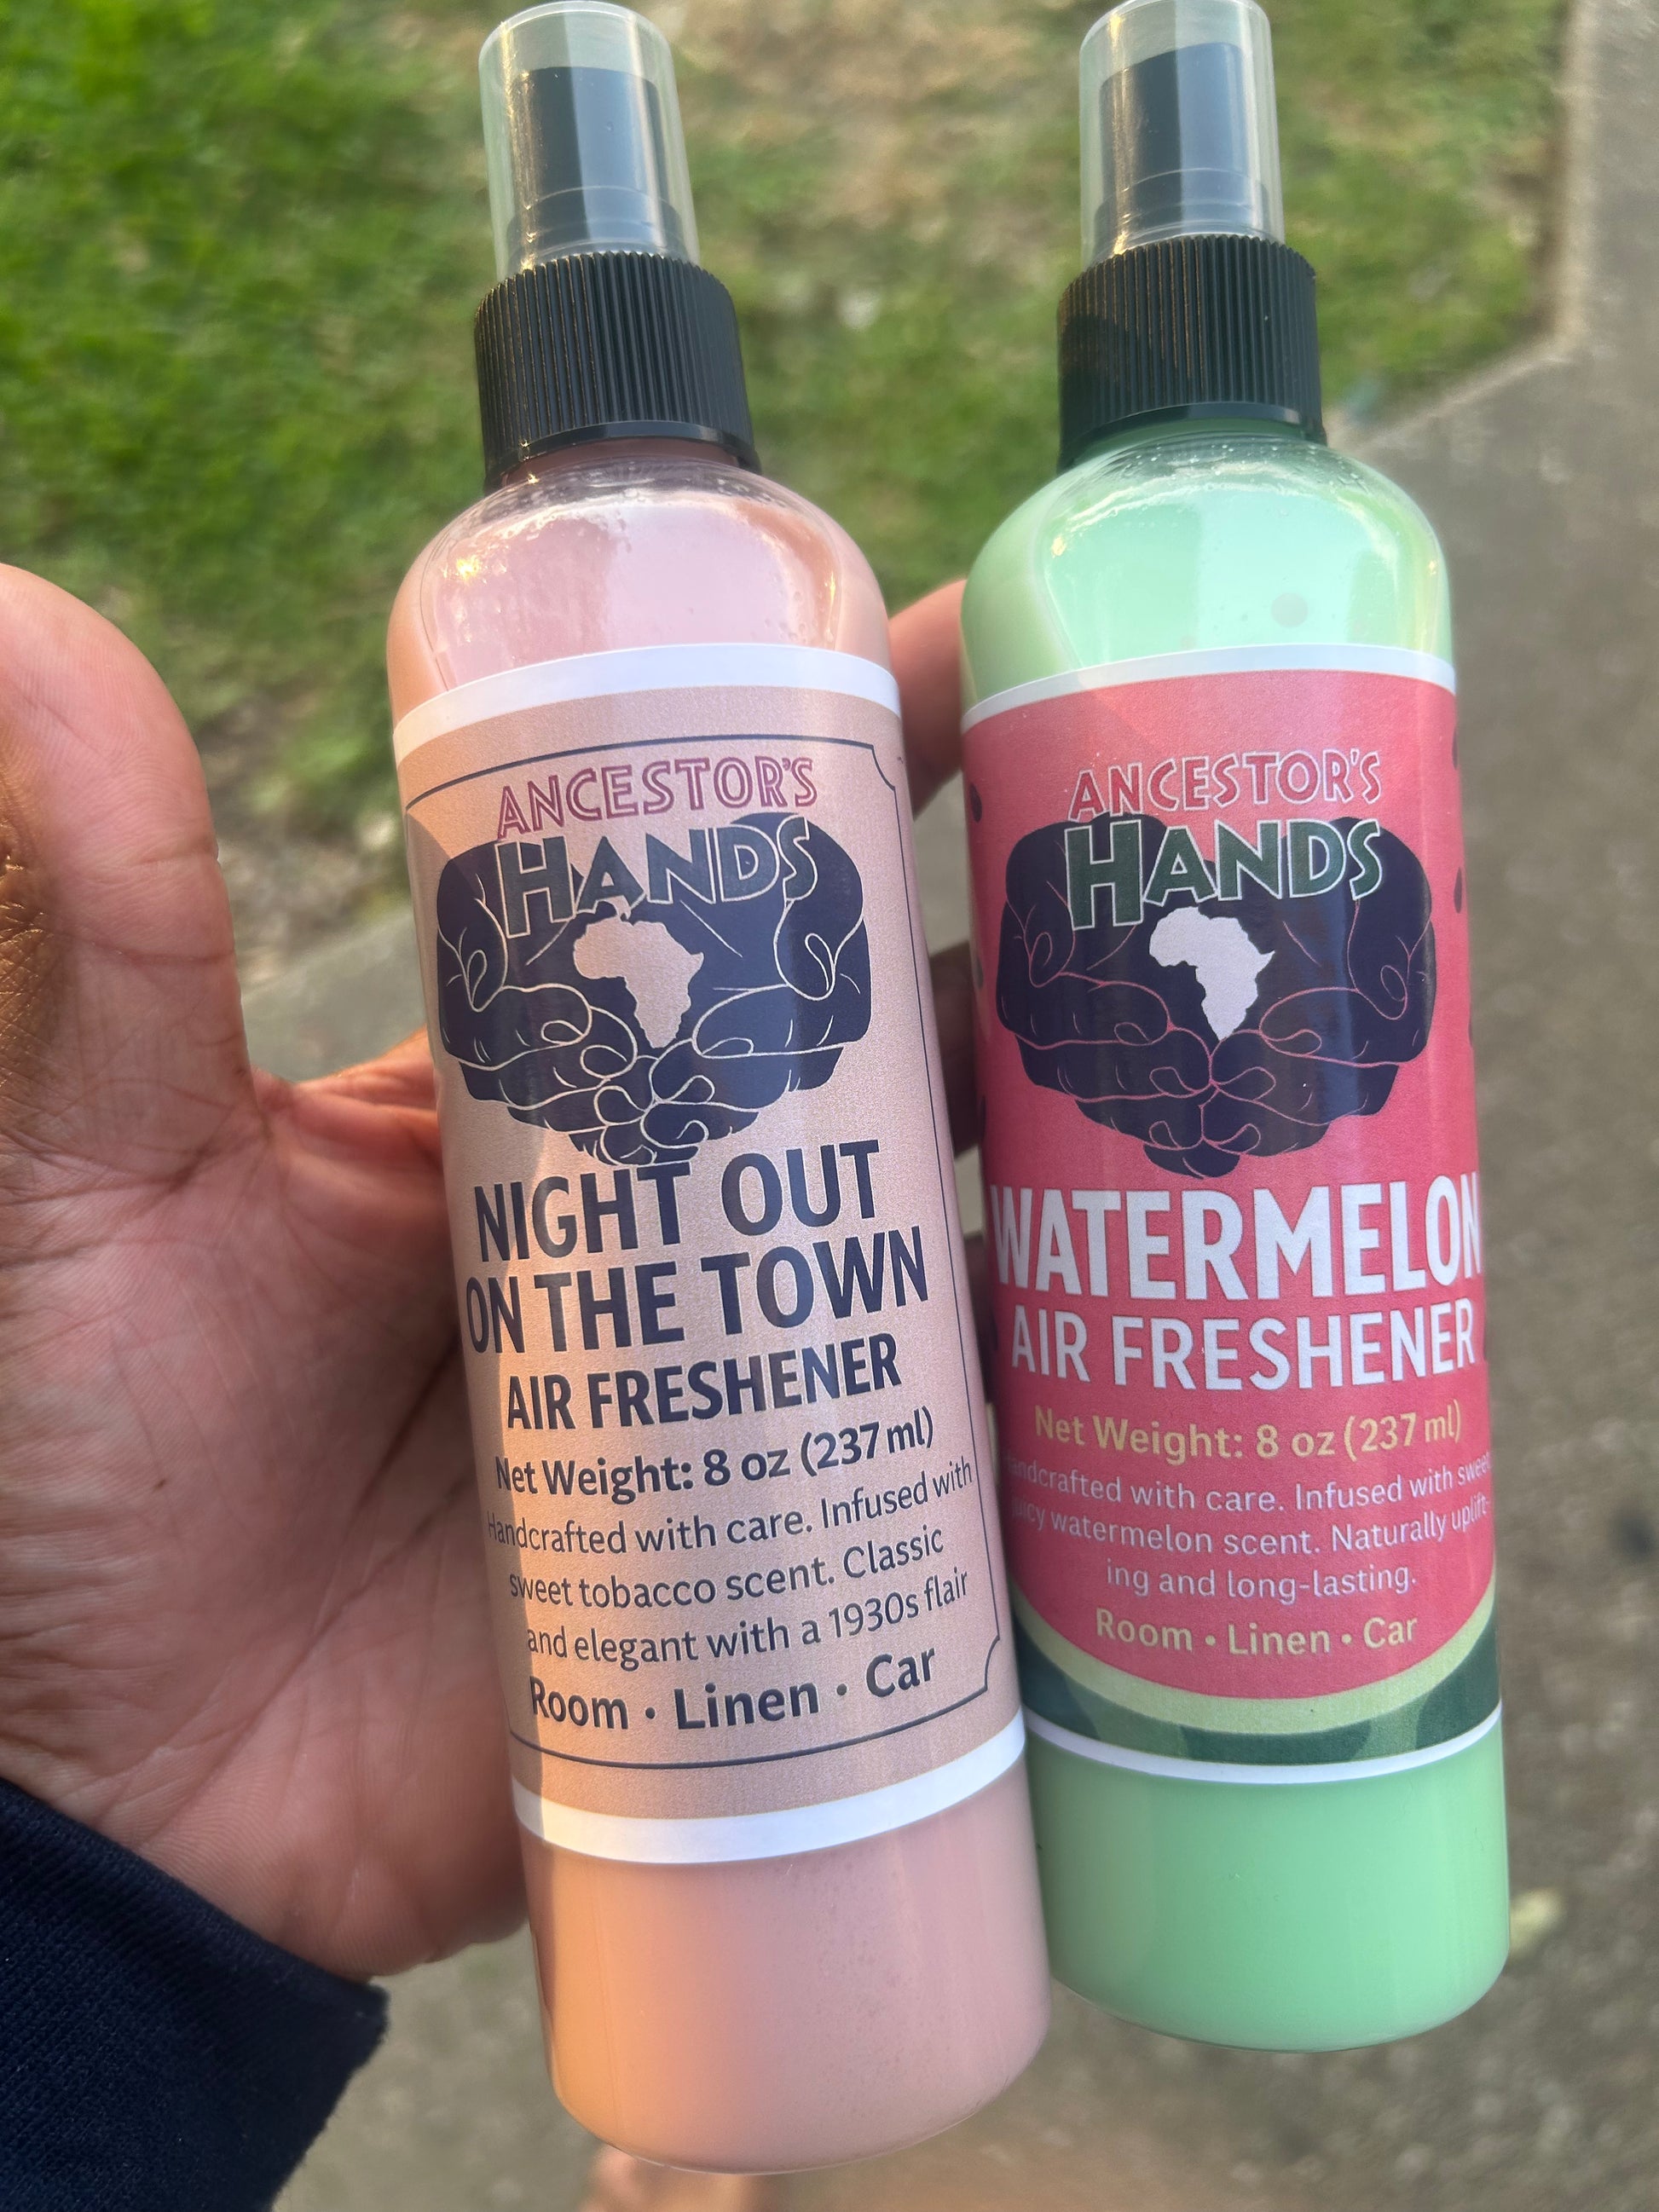 ANCESTOR'S
HANDS
NIGHT OUT
ON THE TOWN
AIR FRESHENER
Net Weight: 8 oz (237 ml)
Handcrafted with care. Infused with
sweet tobacco scent. Classic
and elegant with a 1930s flair
Room • Linen • Car
ANCESTOR'S
HANDS
WATERMELON
AIR FRESHENER
Net Weight: 8 oz (237 ml)
Handcrafted with care. Infused with sweet
juicy watermelon scent. Naturally uplift-
ing and long-lasting.
Room • Linen • Car